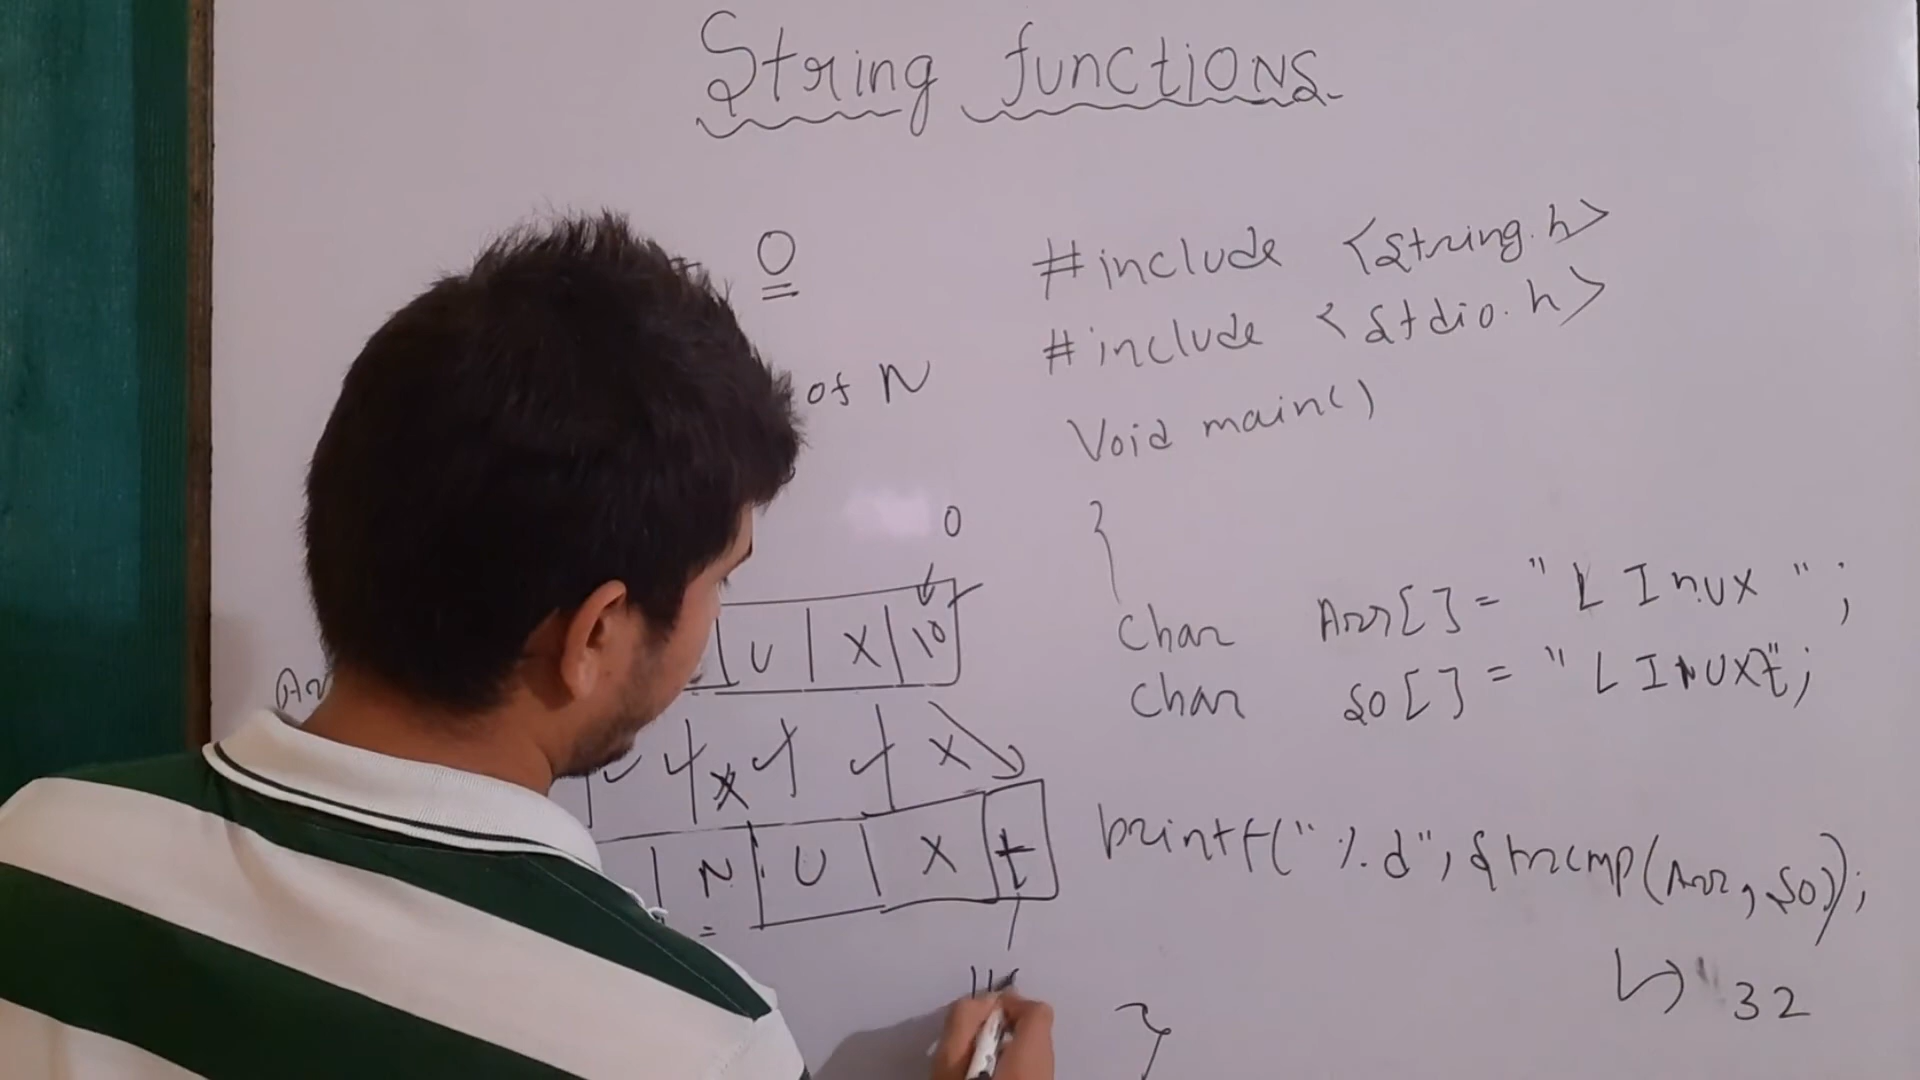 String functions
0
of N
0
U X \0
N U X t
#include <string.h>
#include <stdio.h>
Void main()
{
Char Arr[] = "LInux";
Char so[] = "LINUXt";
printf("%d", strcmp(Arr, so));
32
}